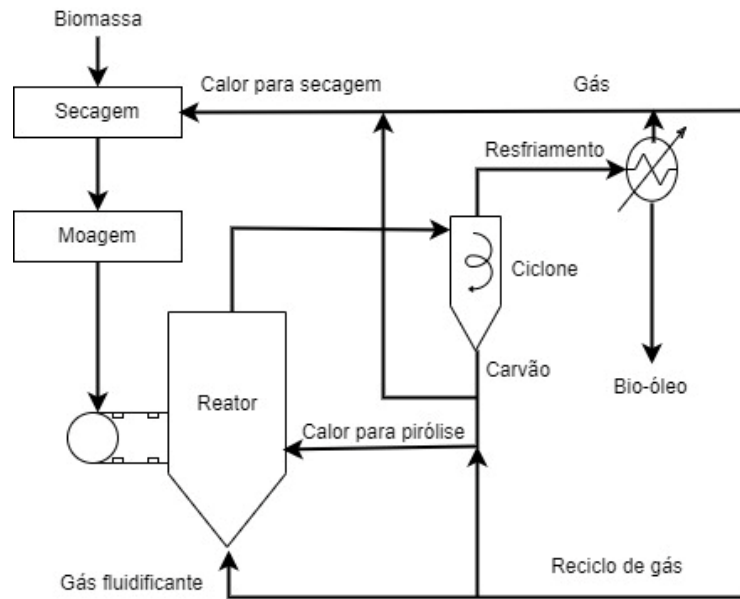 Biomassa
Calor para secagem
Gás
Secagem
Resfriamento
Moagem
Ciclone
Carvão
Reator
Bio-óleo
Calor para pirólise
Reciclo de gás
Gás fluidificante